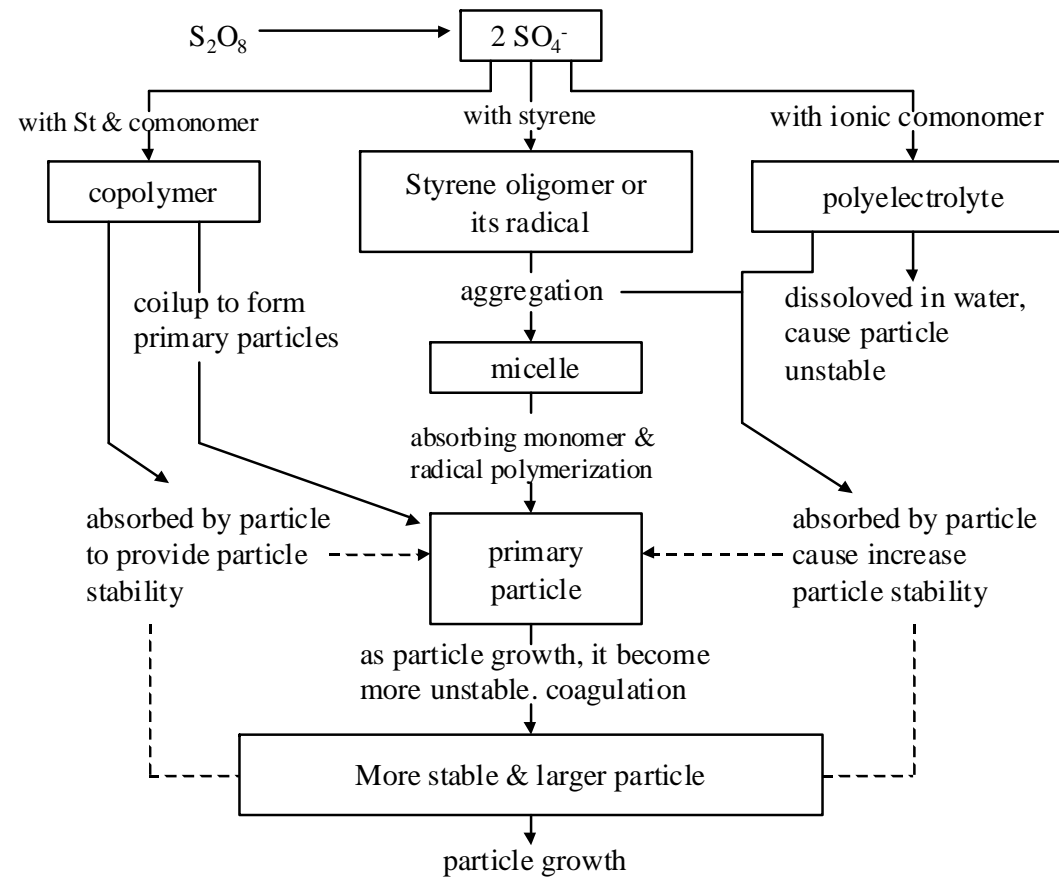 S₂O₈
2 SO₄⁻
with St & comonomer
with styrene
with ionic comonomer
copolymer
Styrene oligomer or
its radical
polyelectrolyte
coilup to form
primary particles
aggregation
dissoloved in water,
cause particle
unstable
micelle
absorbing monomer &
radical polymerization
absorbed by particle
to provide particle
stability
primary
particle
absorbed by particle
cause increase
particle stability
as particle growth, it become
more unstable. coagulation
More stable & larger particle
particle growth